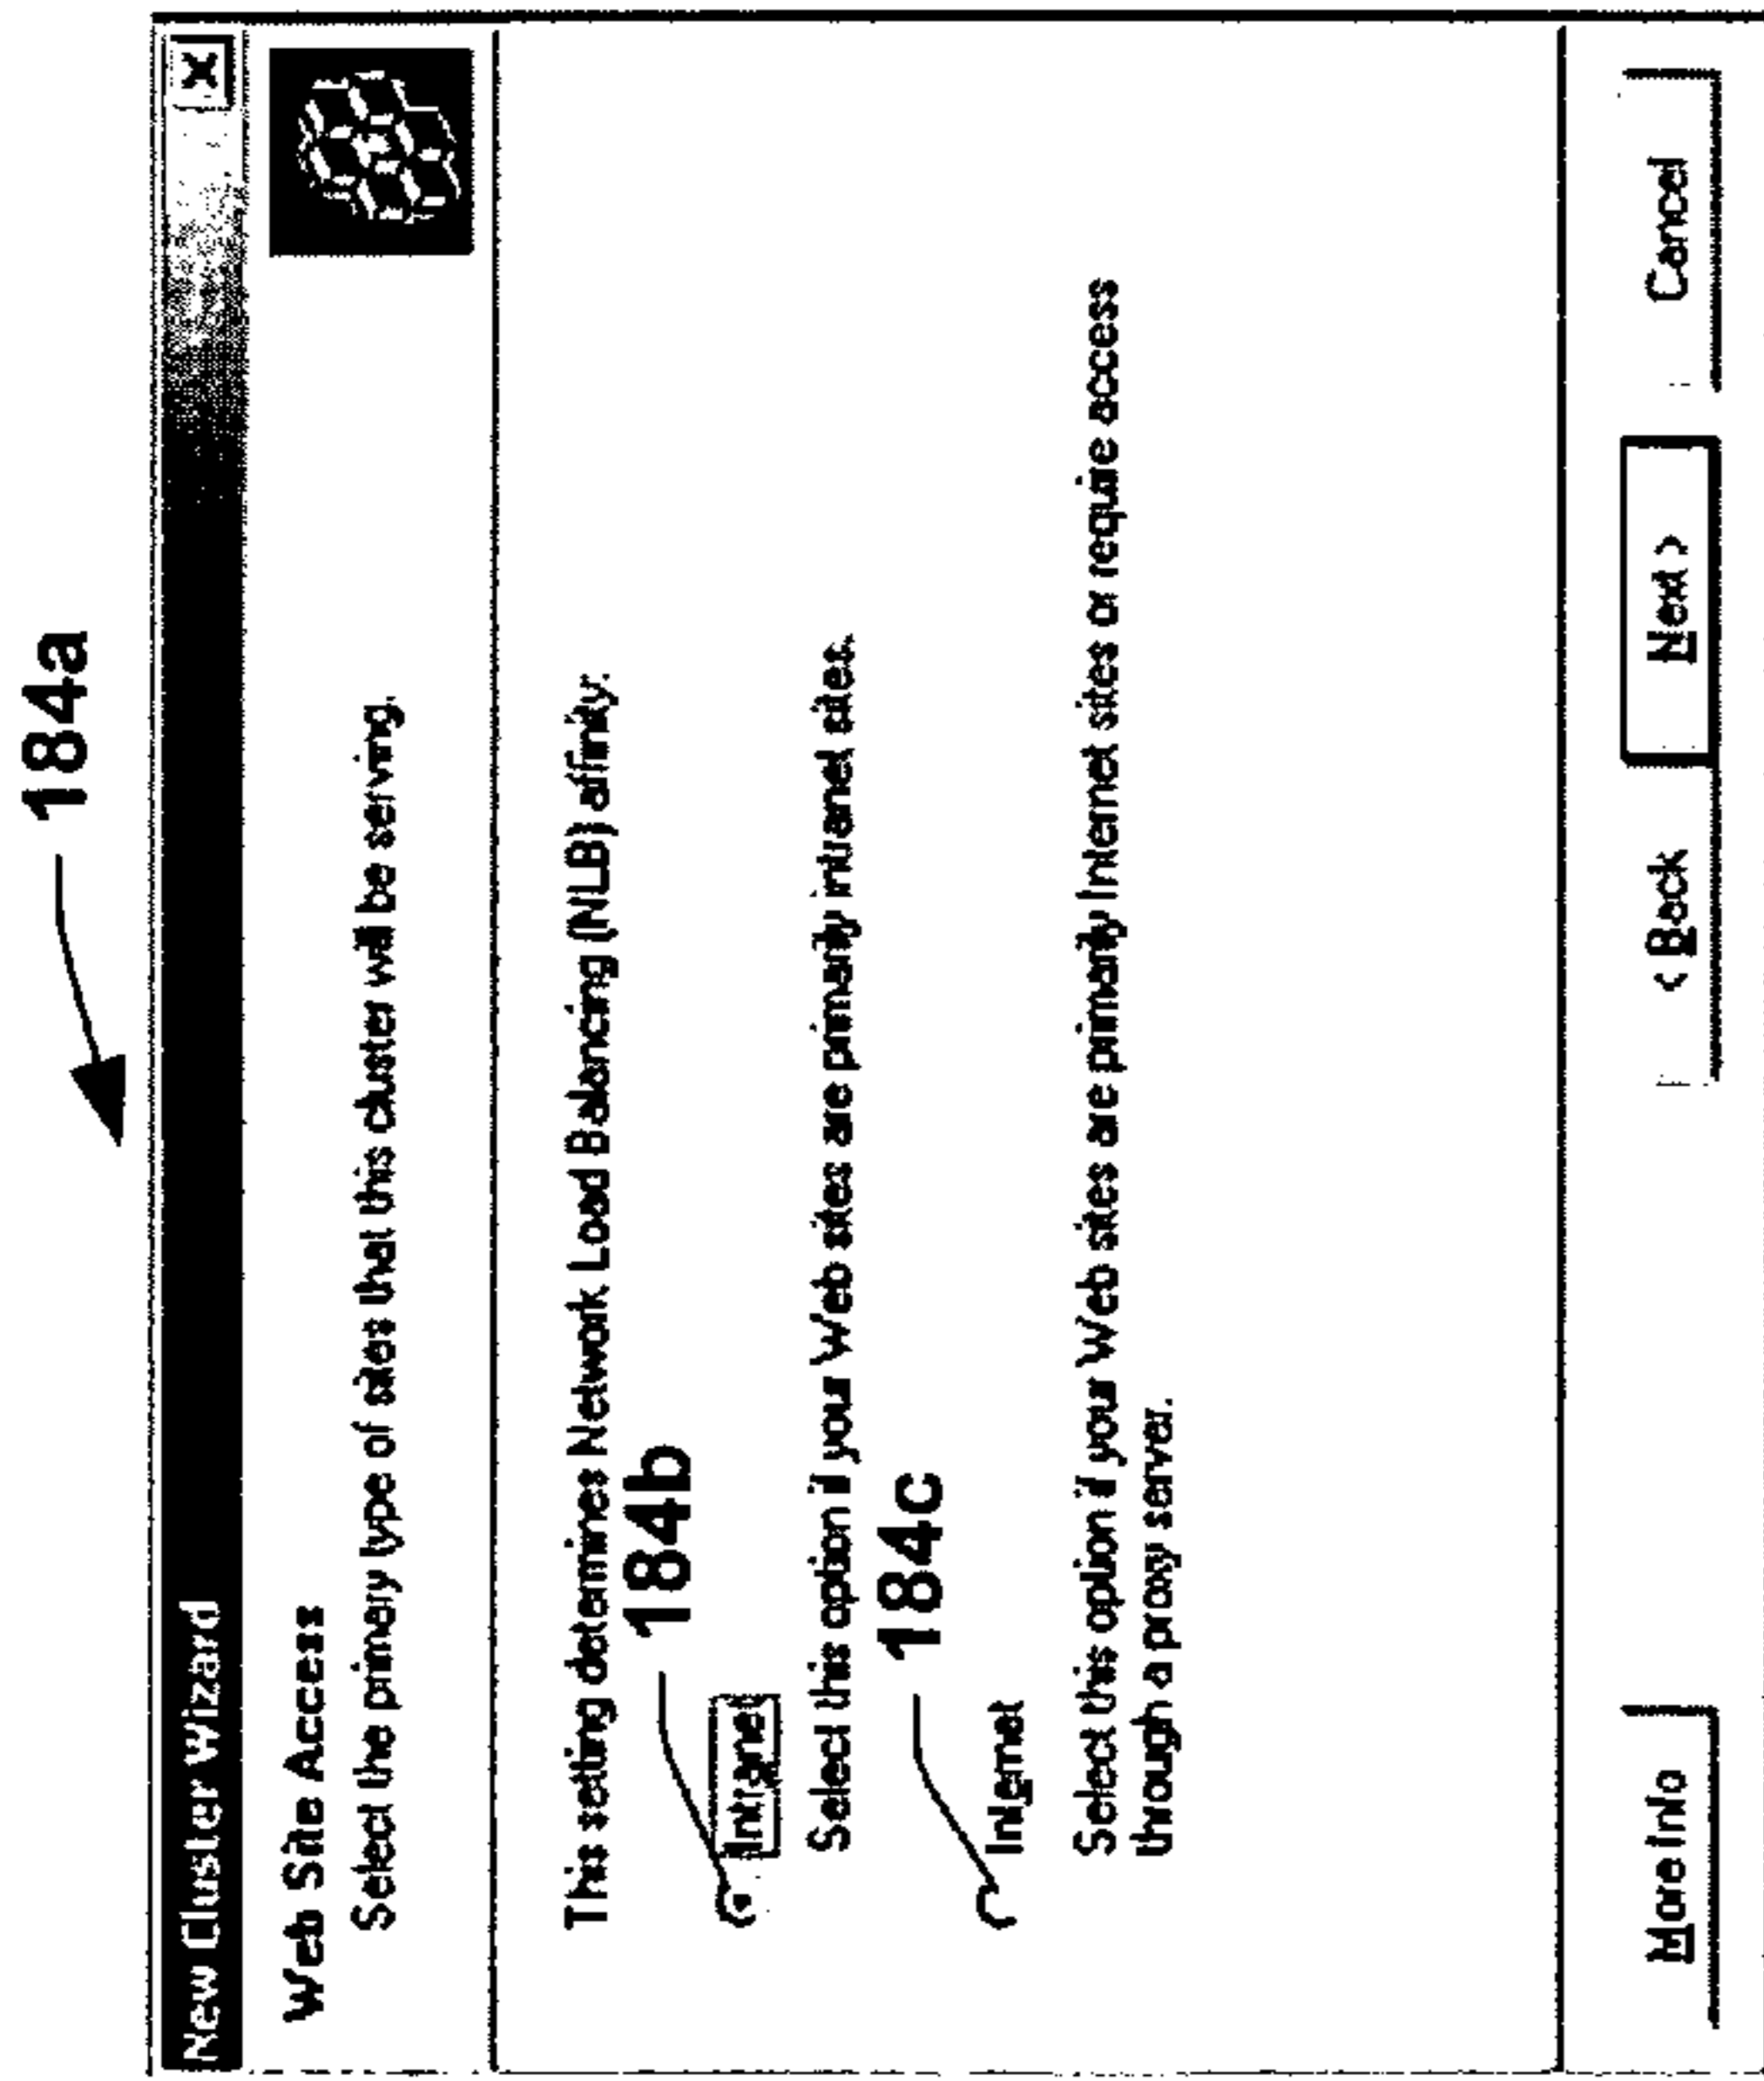 184a
New Cluster Wizard
X
Web Site Access
Select the primary type of sites that this cluster will be serving.
This setting determines Network Load Balancing (NLB) affinity.
184b
Intranet
Select this option if your Web sites are primarily intranet sites.
184c
Internet
Select this option if your Web sites are primarily Internet sites or require access
through a proxy server.
More Info
< Back
Next >
Cancel